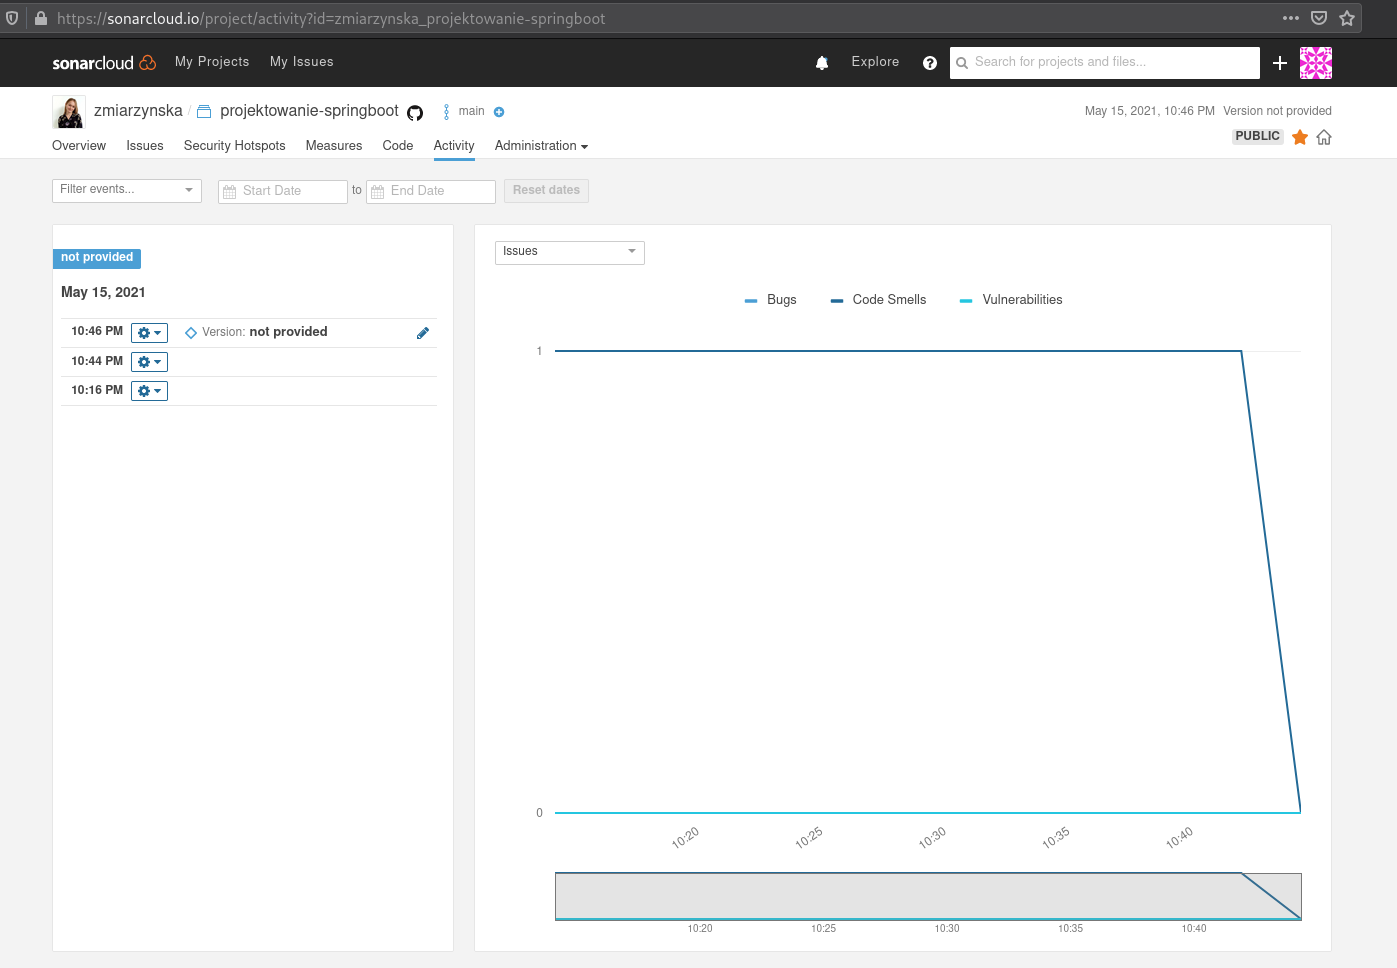 https://sonarcloud.io/project/activity?id=zmiarzynska_projektowanie-springboot
sonarcloud My Projects My Issues Explore Search for projects and files...
zmiarzynska / projektowanie-springboot main May 15, 2021, 10:46 PM Version not provided
PUBLIC
Overview Issues Security Hotspots Measures Code Activity Administration
Filter events... Start Date to End Date Reset dates
not provided
May 15, 2021
10:46 PM Version: not provided
10:44 PM
10:16 PM
Issues
Bugs Code Smells Vulnerabilities
1
0
10:20 10:25 10:30 10:35 10:40
10:20 10:25 10:30 10:35 10:40